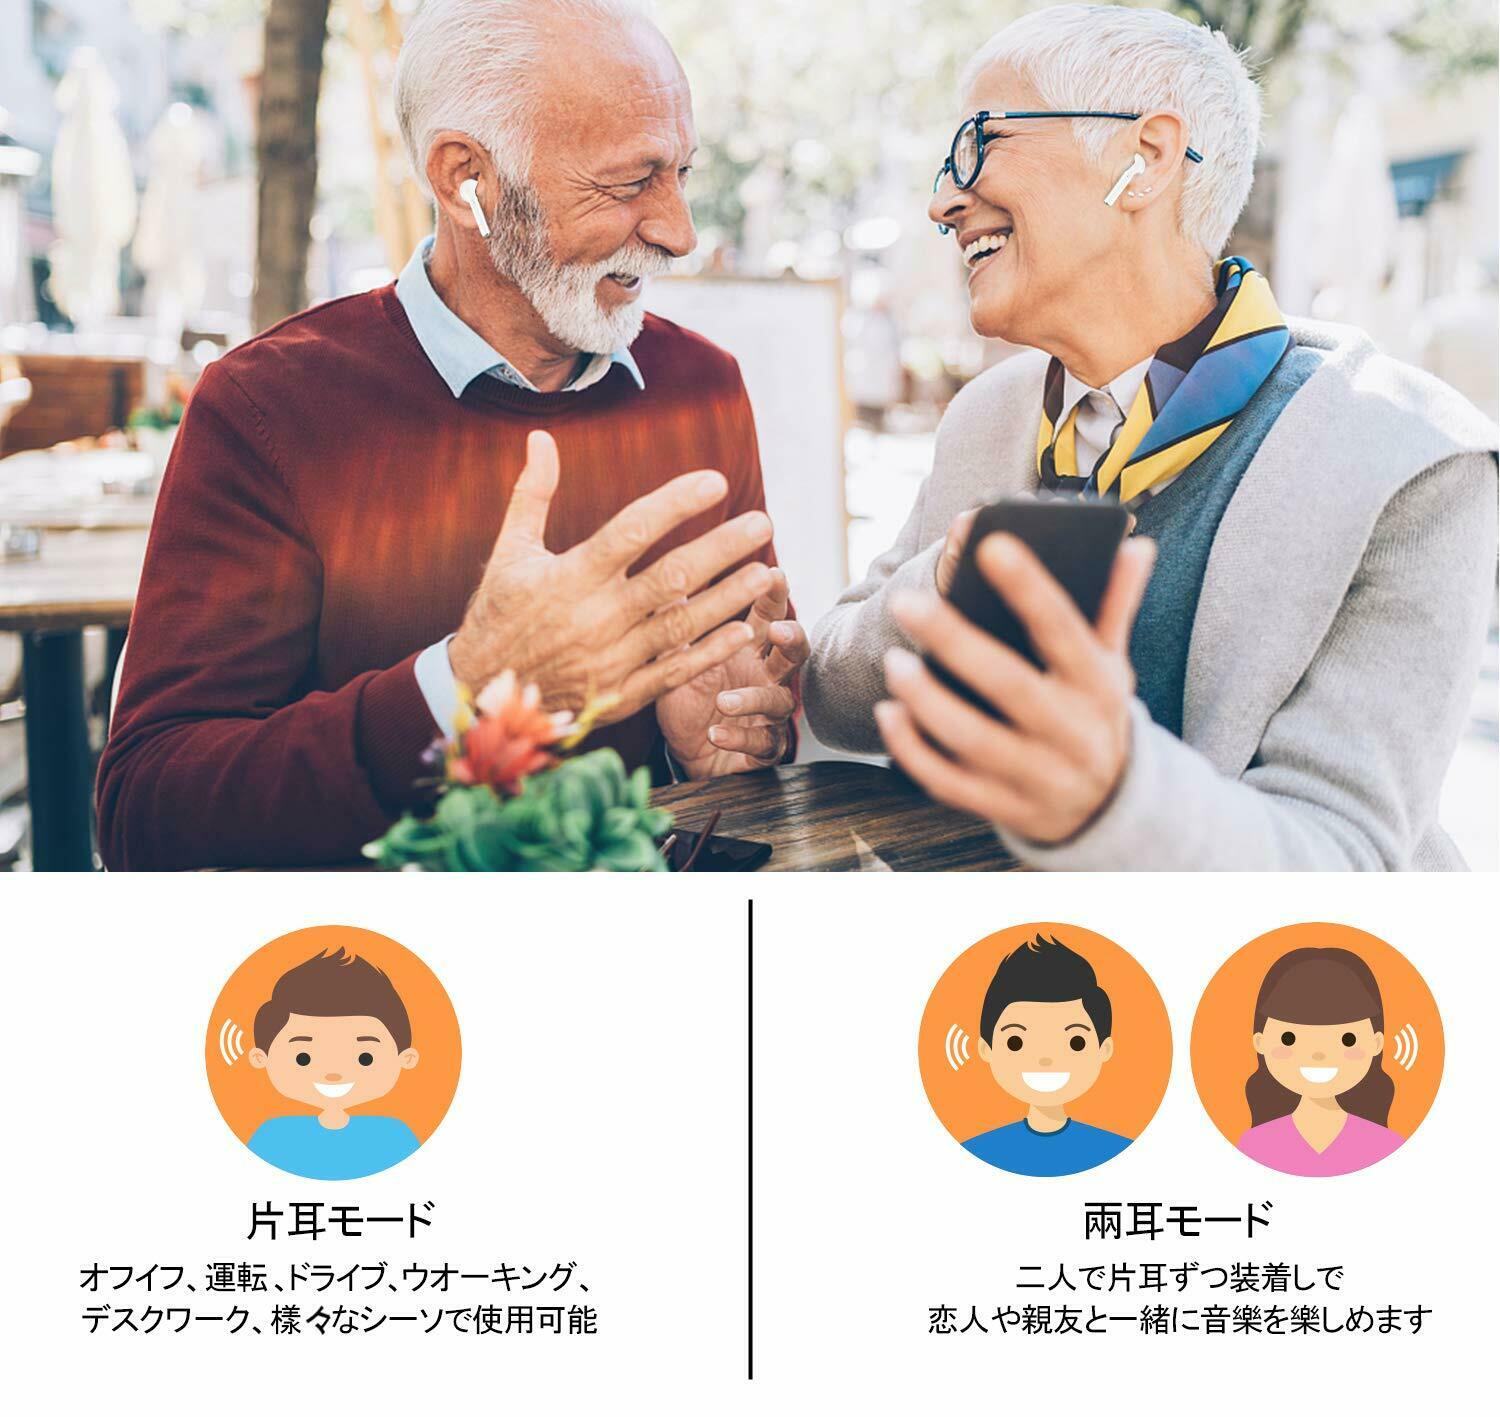 片耳モード
オフイフ、運転、ドライブ、ウオーキング、
デスクワーク、様々なシーソで使用可能
兩耳モード
二人で片耳ずつ装着しで
恋人や親友と一緒に音樂を樂しめます